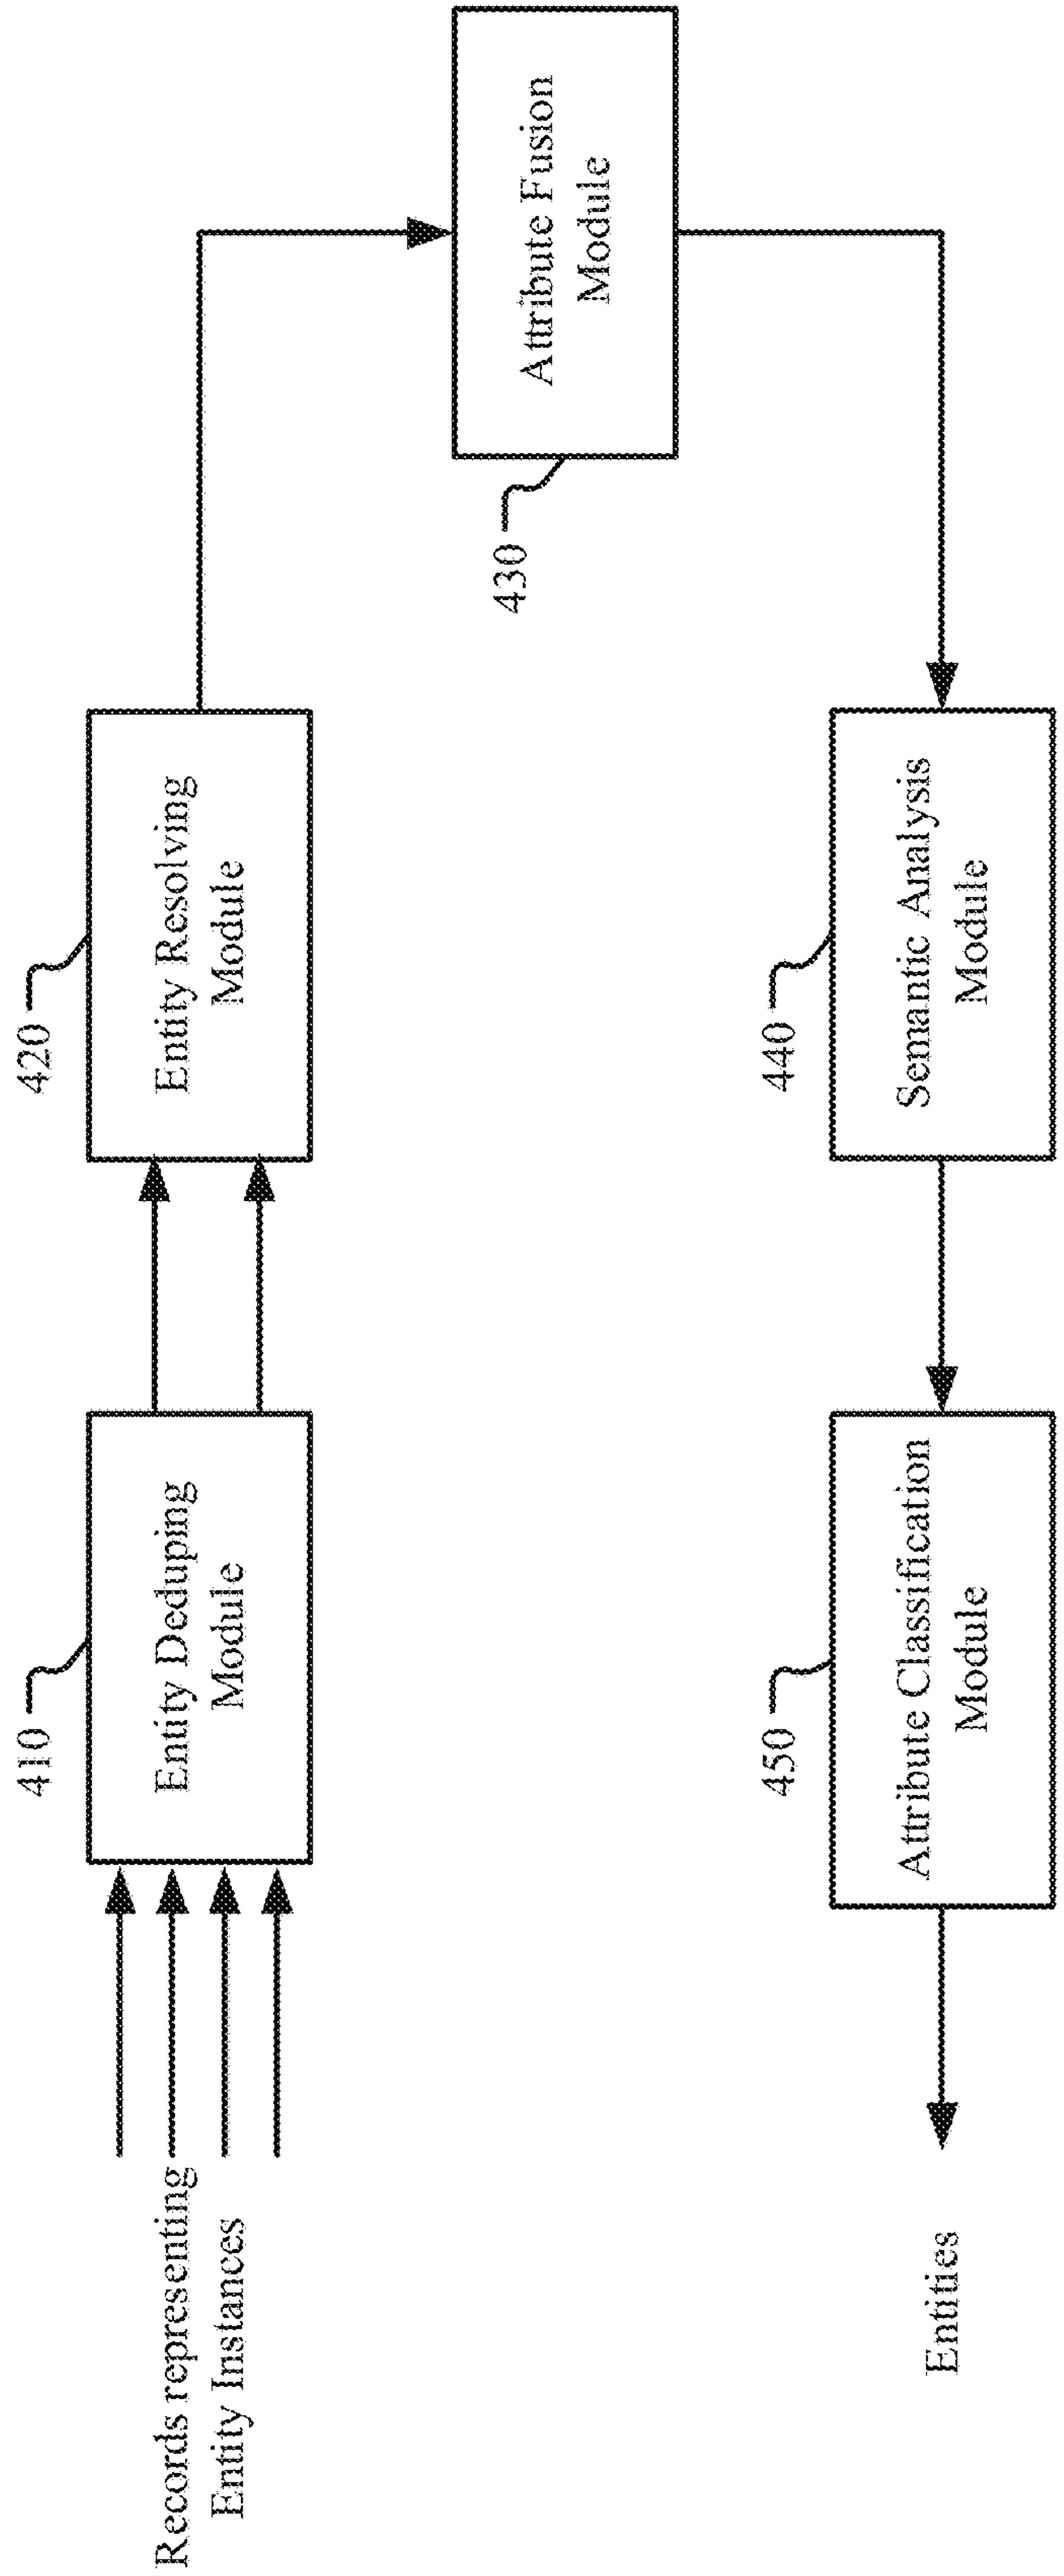 Records representing
Entity Instances
410
Entity Deduping
Module
420
Entity Resolving
Module
430
Attribute Fusion
Module
440
Semantic Analysis
Module
450
Attribute Classification
Module
Entities